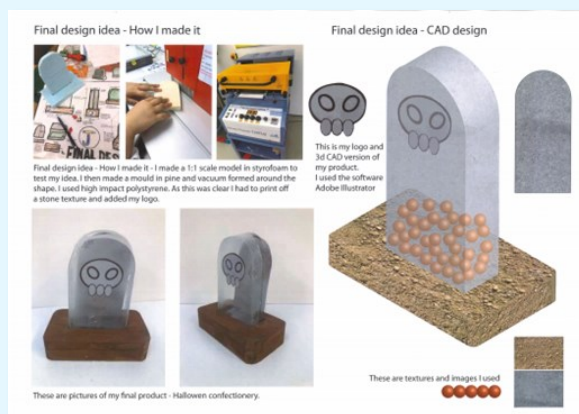 Final design idea - How I made it
FINAL DES
Final design idea - How I made it - I made a 1:1 scale model in styrofoam to
test my idea. I then made a mould in pine and vacuum formed around the
shape. I used high impact polystyrene. As this was clear I had to print off
a stone texture and added my logo.
These are pictures of my final product - Hallowen confectionery.
Final design idea - CAD design
This is my logo and
3d CAD version of
my product.
I used the software
Adobe Illustrator
These are textures and images I used